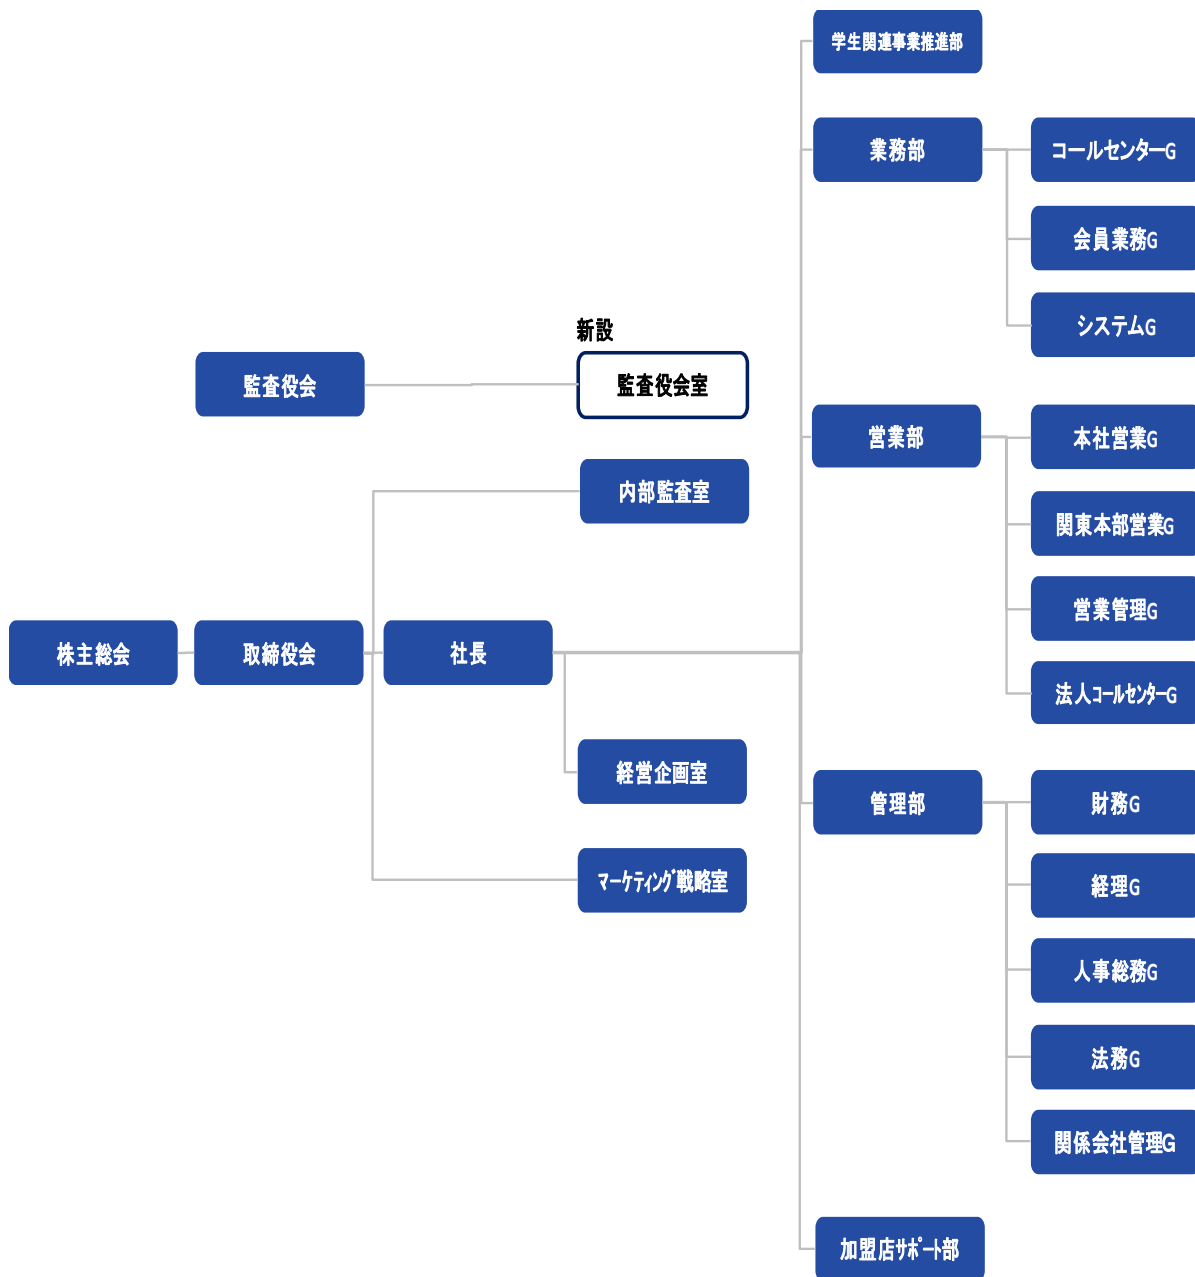 学生関連事業推進部
業務部
コールセンターG
会員業務G
システムG
新設
監査役会
監査役会室
営業部
本社営業G
内部監査室
関東本部営業G
営業管理G
株主総会
取締役会
社長
法人コールセンターG
経営企画室
管理部
財務G
マーケティング戦略室
経理G
人事総務G
法務G
関係会社管理G
加盟店サポート部